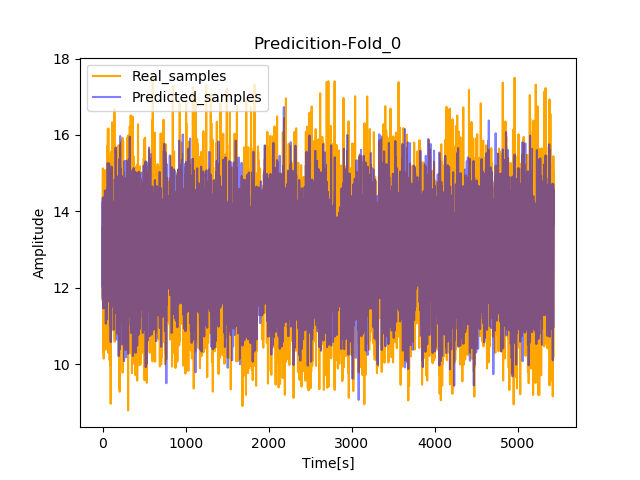 Predicition-Fold_0
Real_samples
Predicted_samples
18
16
14
12
10
Amplitude
0
1000
2000
3000
4000
5000
Time[s]